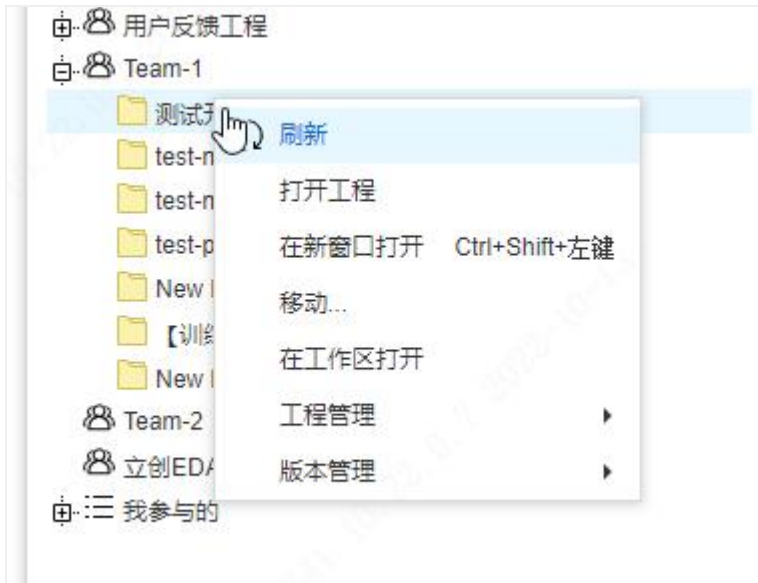 用户反馈工程
Team-1
测试
刷新
test-
打开工程
test-
在新窗口打开 Ctrl+Shift+左键
test-p
New
移动...
【训
在工作区打开
New
Team-2
工程管理
立创EDA
版本管理
我参与的